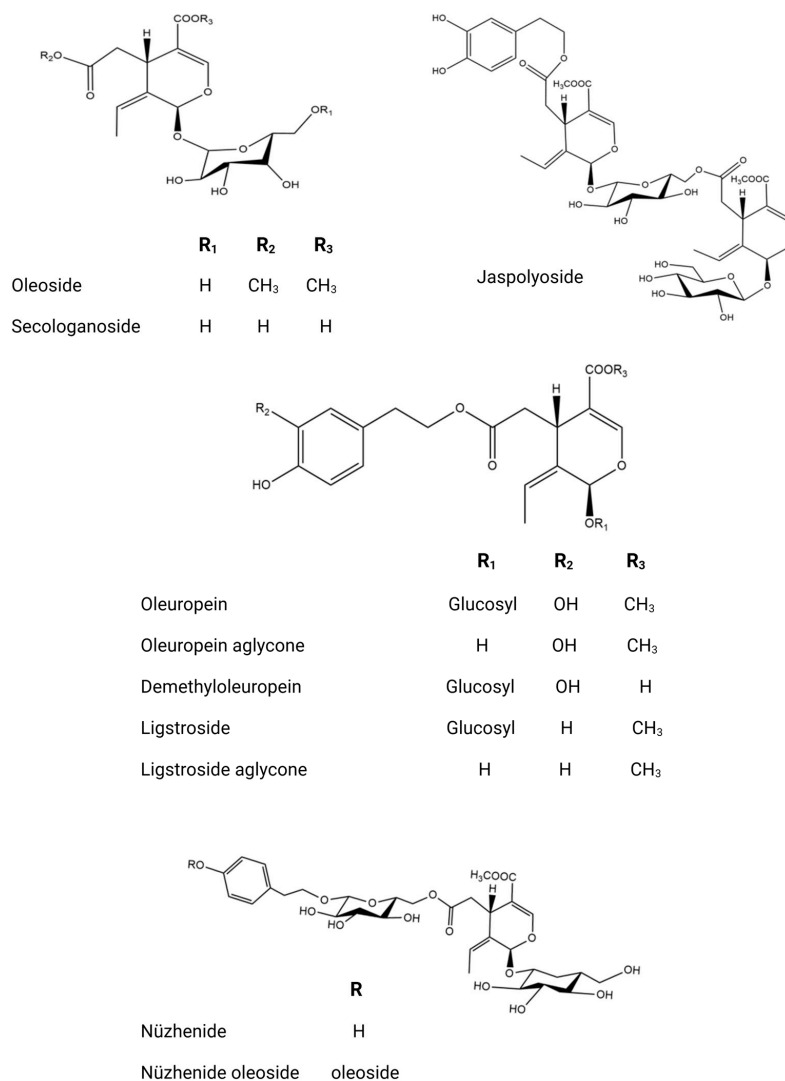 COOR₃
H
R₂O
O
O
OR₁
O
O
HO
HO
OH
R₁ R₂ R₃
Oleoside H CH₃ CH₃
Secologanoside H H H
HO
HO
O
O
H₃COOC
H
O
O
O
O
O
HO
HO
OH
H₃COOC
H
HO
HO
HO
O
OH
O
Jaspolyoside
COOR₃
H
R₂
O
O
HO
O
OR₁
R₁ R₂ R₃
Oleuropein Glucosyl OH CH₃
Oleuropein aglycone H OH CH₃
Demethyloleuropein Glucosyl OH H
Ligstroside Glucosyl H CH₃
Ligstroside aglycone H H CH₃
RO
O
O
O
HO
HO
OH
O
H₃COOC
H
O
O
HO
HO
OH
OH
R
Nüzhenide H
Nüzhenide oleoside oleoside